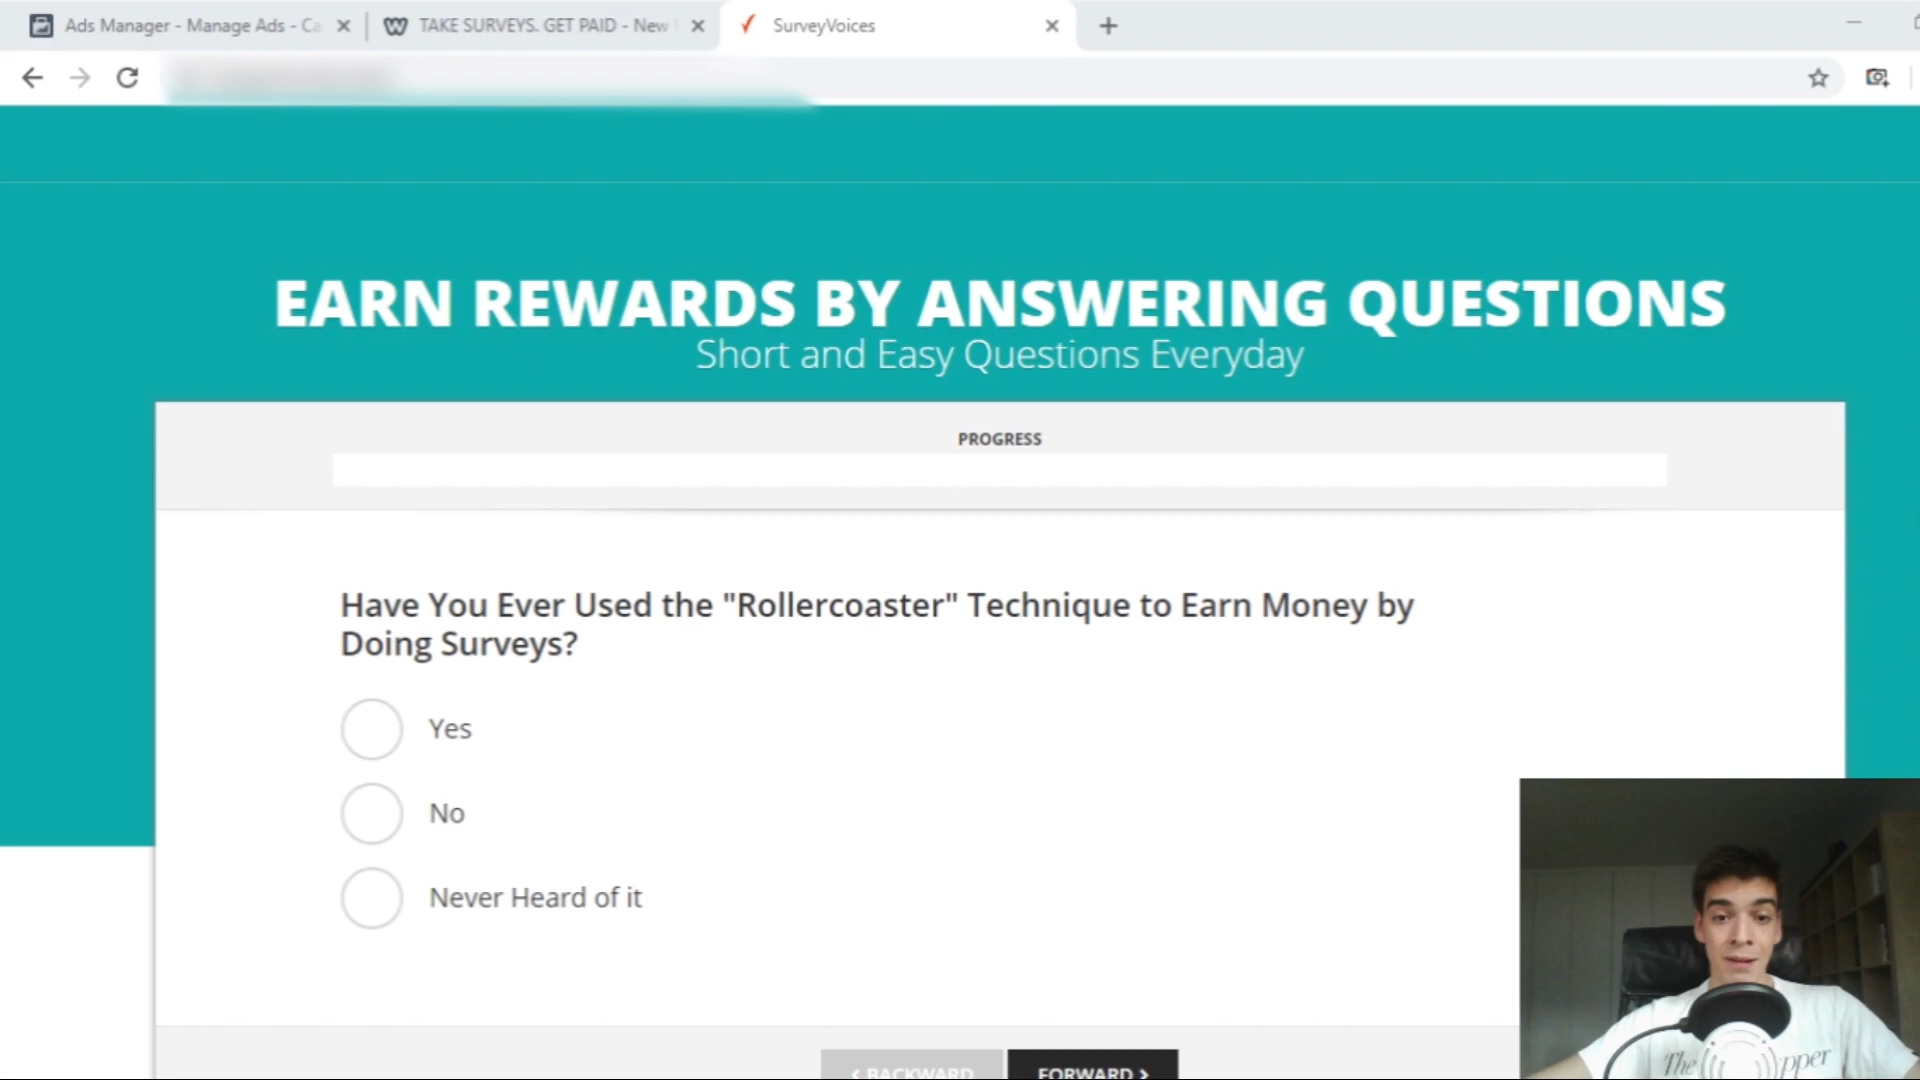 Ads Manager - Manage Ads - Ca
TAKE SURVEYS. GET PAID - New
SurveyVoices
EARN REWARDS BY ANSWERING QUESTIONS
Short and Easy Questions Everyday
PROGRESS
Have You Ever Used the "Rollercoaster" Technique to Earn Money by
Doing Surveys?
Yes
No
Never Heard of it
< BACKWARD
FORWARD >
The